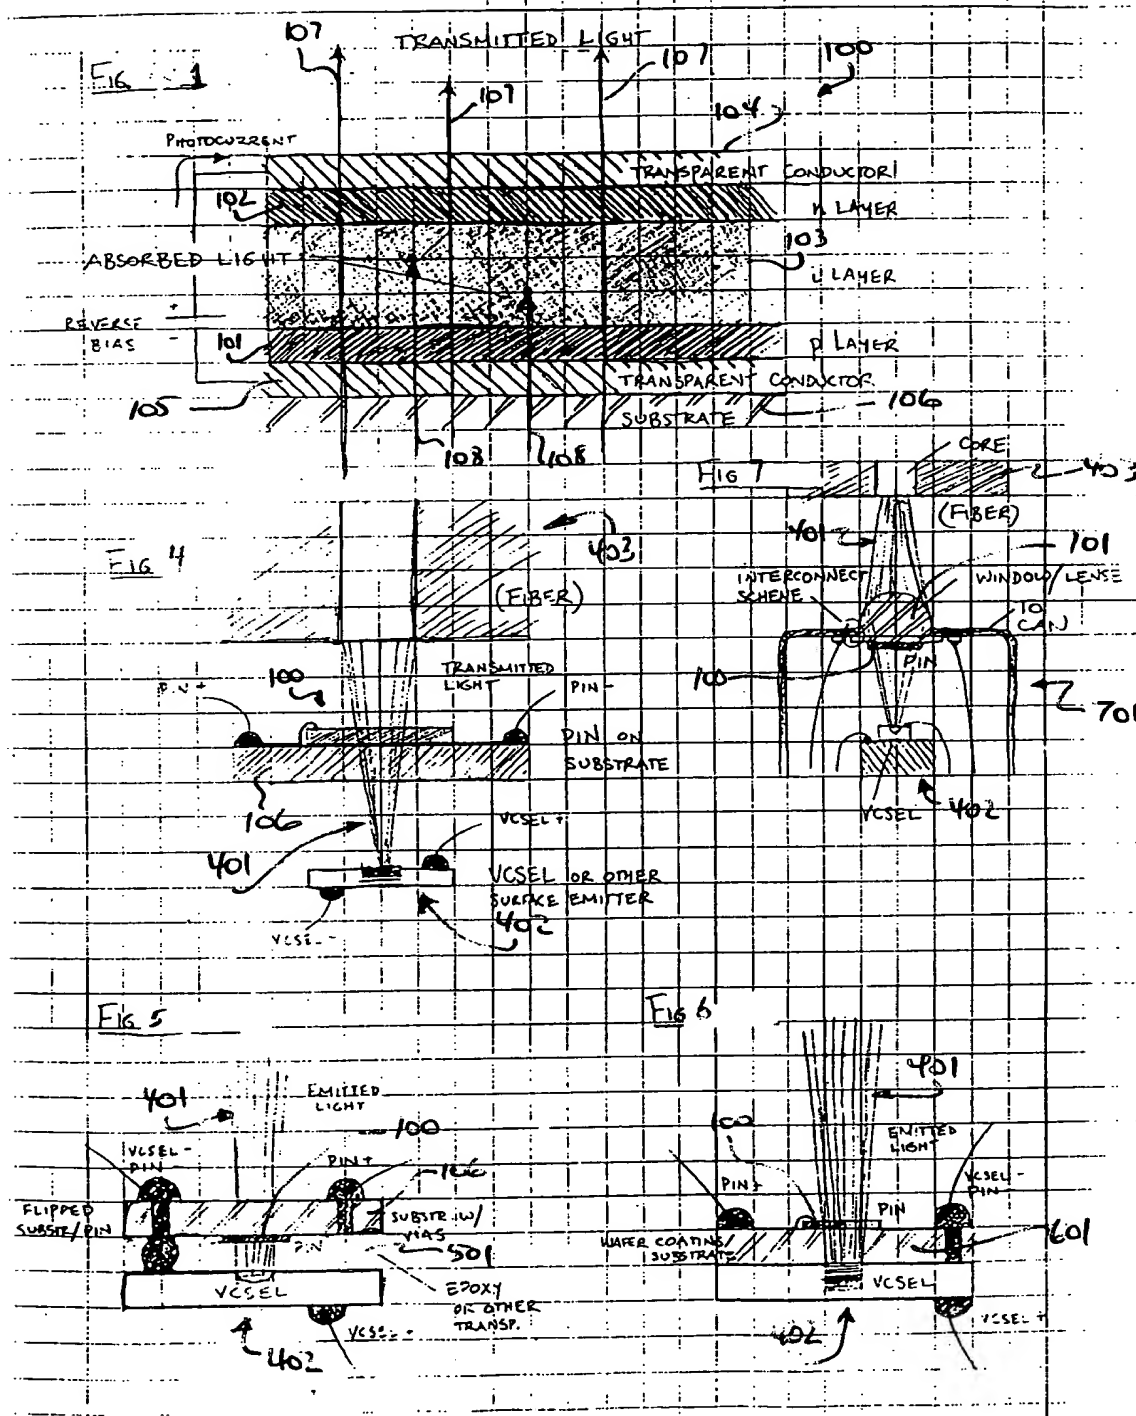 107
TRANSMITTED LIGHT
107
100
FIG 1
107
104
PHOTOCURRENT
TRANSPARENT CONDUCTOR
102
n LAYER
103
ABSORBED LIGHT
i LAYER
+
REVERSE
BIAS
-
101
P LAYER
TRANSPARENT CONDUCTOR
105
106
SUBSTRATE
108
108
FIG 7
CORE
403
(FIBER)
401
701
INTERCONNECT
SCHEME
WINDOW/LENSE
TO
CAN
PIN
100
701
VCSEL
402
FIG 4
403
(FIBER)
TRANSMITTED
LIGHT
100
PIN +
PIN -
PIN ON
SUBSTRATE
106
401
VCSEL +
VCSEL OR OTHER
SURFACE EMITTER
402
VCSEL -
FIG 5
401
EMITTED
LIGHT
100
VCSEL -
PIN -
PIN +
FLIPPED
SUBSTR/PIN
SUBSTR W/
VIAS
501
VCSEL
EPOXY
OR OTHER
TRANSP.
VCSEL +
402
FIG 6
401
100
EMITTED
LIGHT
VCSEL -
PIN -
PIN +
PIN
WAFER COATING/
SUBSTRATE
601
VCSEL
402
VCSEL +